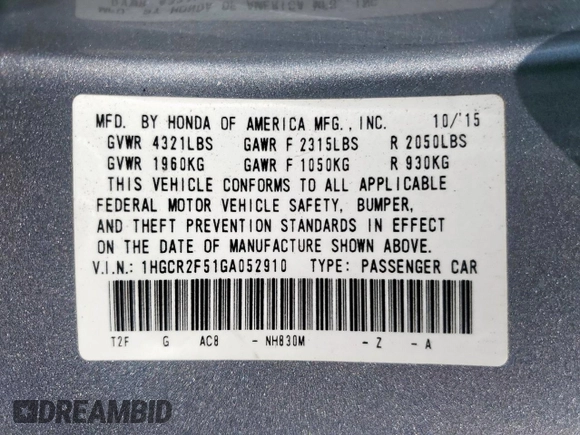 MFD. BY HONDA OF AMERICA MFG., INC. 10/'15
GVWR 4321LBS GAWR F 2315LBS R 2050LBS
GVWR 1960KG GAWR F 1050KG R 930KG
THIS VEHICLE CONFORMS TO ALL APPLICABLE
FEDERAL MOTOR VEHICLE SAFETY, BUMPER,
AND THEFT PREVENTION STANDARDS IN EFFECT
ON THE DATE OF MANUFACTURE SHOWN ABOVE.
V.I.N.: 1HGCR2F51GA052910 TYPE: PASSENGER CAR
T2F G AC8 - NH830M - Z - A
DREAMBID